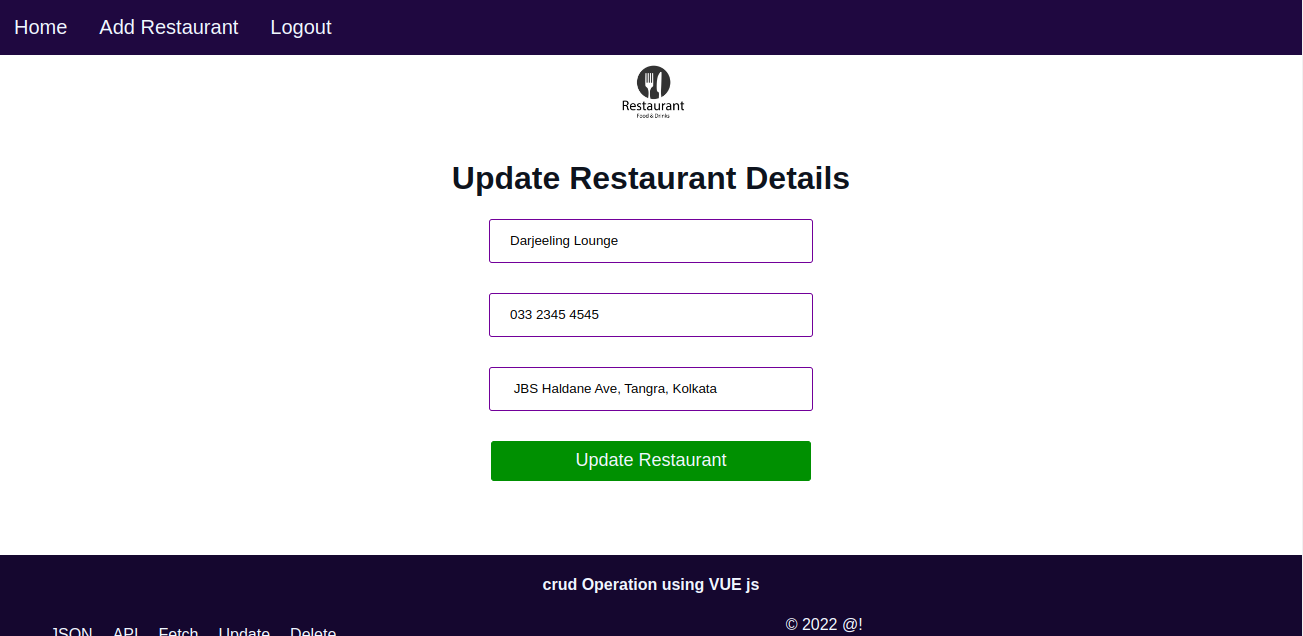 Home Add Restaurant Logout
Restaurant
Food & Drinks
Update Restaurant Details
Darjeeling Lounge
033 2345 4545
JBS Haldane Ave, Tangra, Kolkata
Update Restaurant
crud Operation using VUE js
© 2022 @!
JSON API Fetch Update Delete